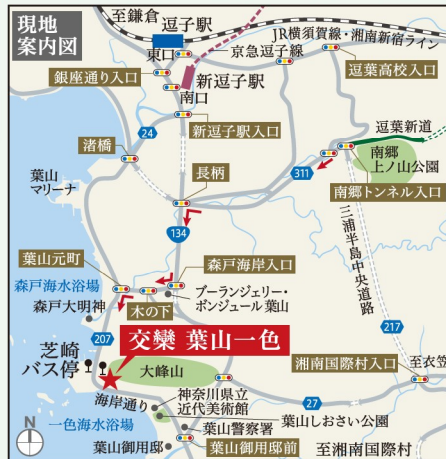 現地
案内図
至鎌倉
逗子駅
東口
京急逗子線
JR横須賀線・湘南新宿ライン
銀座通り入口
新逗子駅
南口
逗葉高校入口
24
新逗子駅入口
逗葉新道
渚橋
長柄
311
南郷
上ノ山公園
葉山
マリーナ
南郷トンネル入口
134
三浦半島中央道路
葉山元町
森戸海岸入口
森戸海水浴場
ブーランジェリー・
ボンジュール葉山
森戸大明神
木の下
217
207
交欒 葉山一色
芝崎
バス停
大峰山
湘南国際村入口
至衣笠
海岸通り
神奈川県立
近代美術館
27
一色海水浴場
葉山しおさい公園
葉山警察署
N
葉山御用邸
葉山御用邸前
至湘南国際村